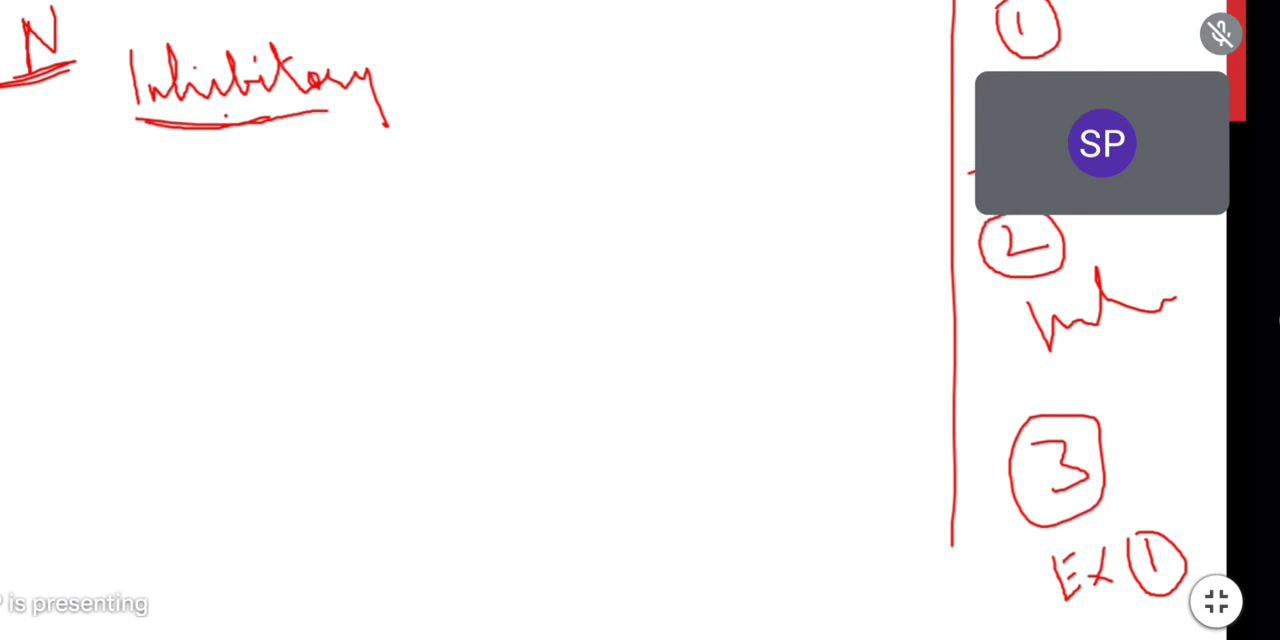 N
Inhibitory
1
SP
2
3
Ex 1
is presenting